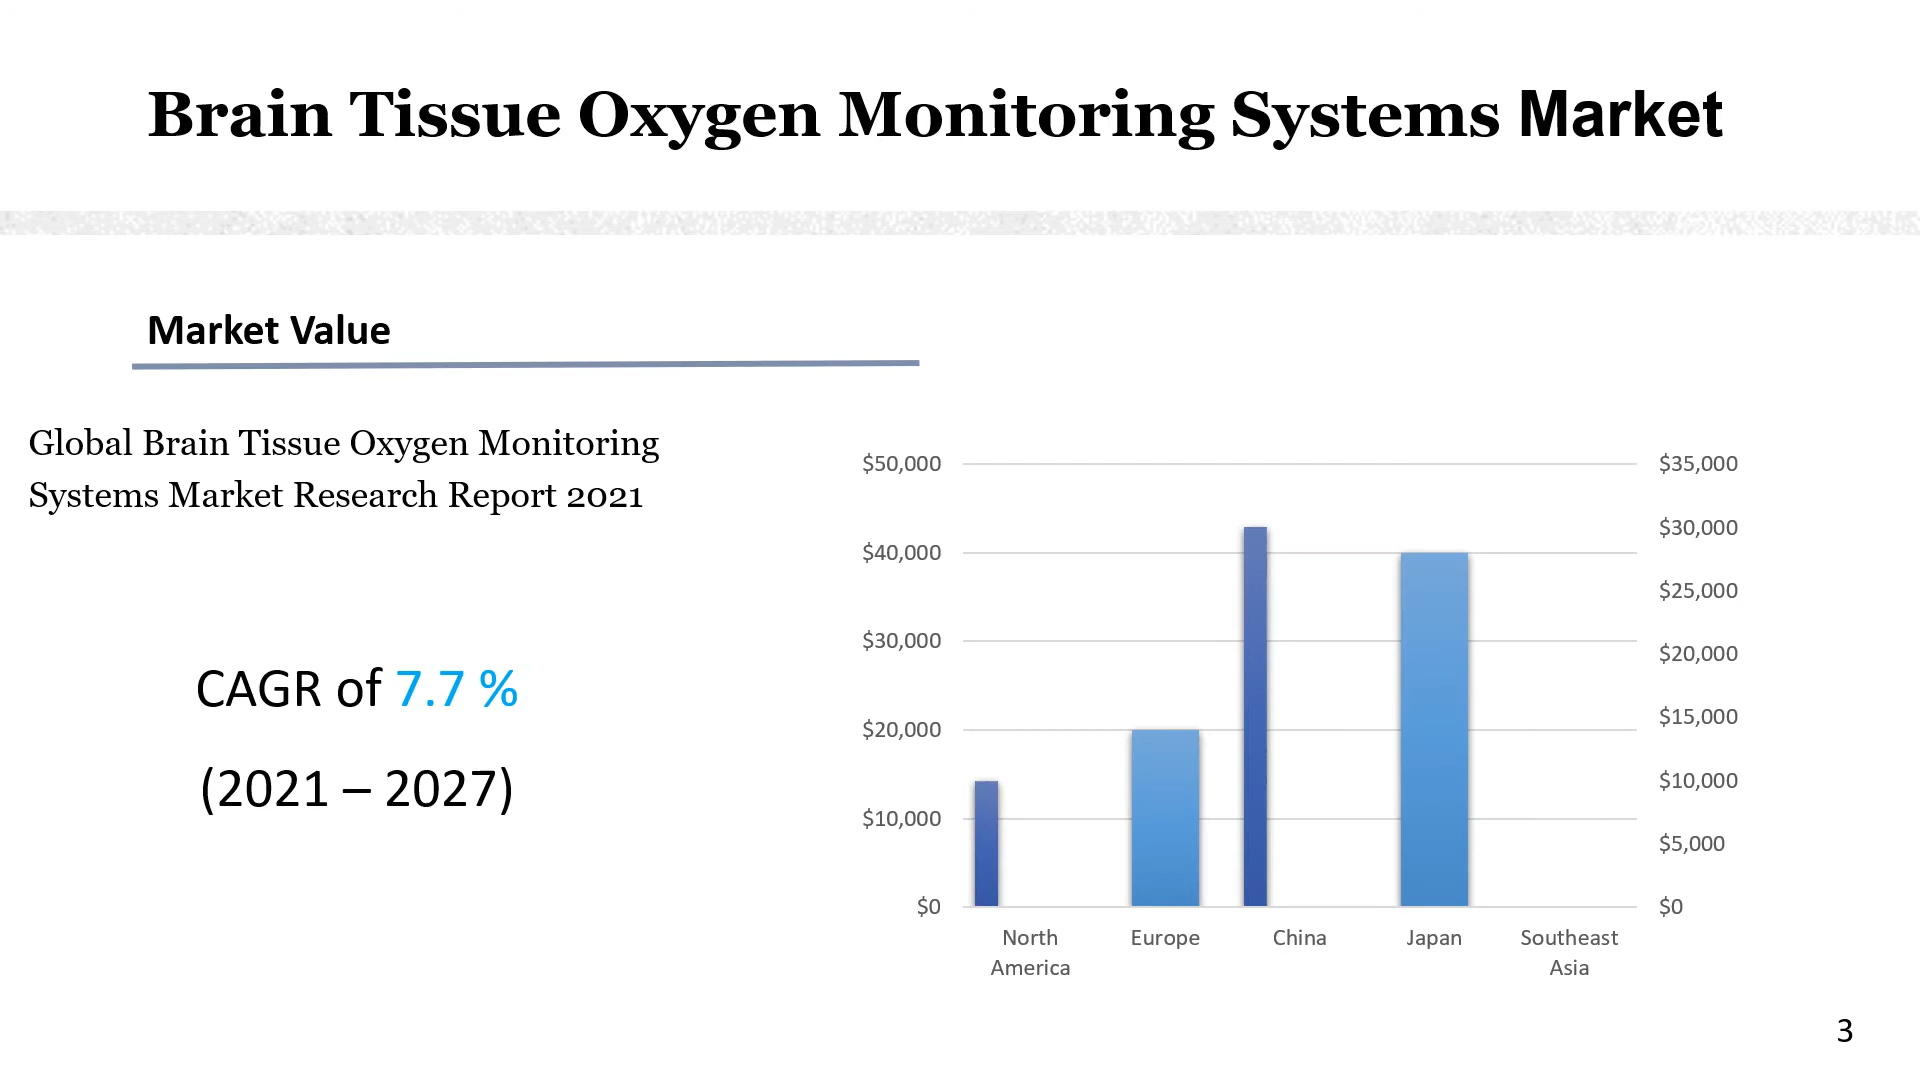 Brain Tissue Oxygen Monitoring Systems Market
Market Value
Global Brain Tissue Oxygen Monitoring
Systems Market Research Report 2021
CAGR of 7.7 %
(2021 – 2027)
$50,000
$40,000
$30,000
$20,000
$10,000
$0
$35,000
$30,000
$25,000
$20,000
$15,000
$10,000
$5,000
$0
North
America
Europe
China
Japan
Southeast
Asia
3